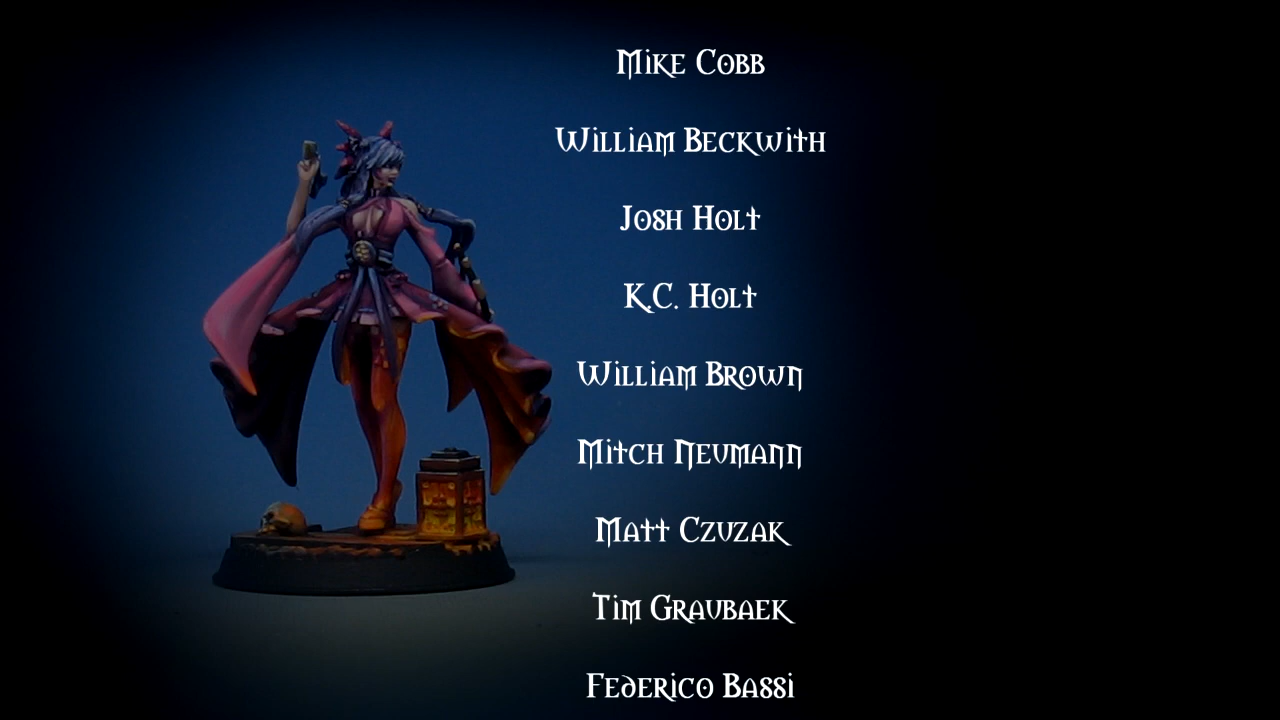 Mike Cobb
William Beckwith
Josh Holt
K.C. Holt
William Brown
Mitch Neumann
Matt Czuzak
Tim Graubaek
Federico Bassi